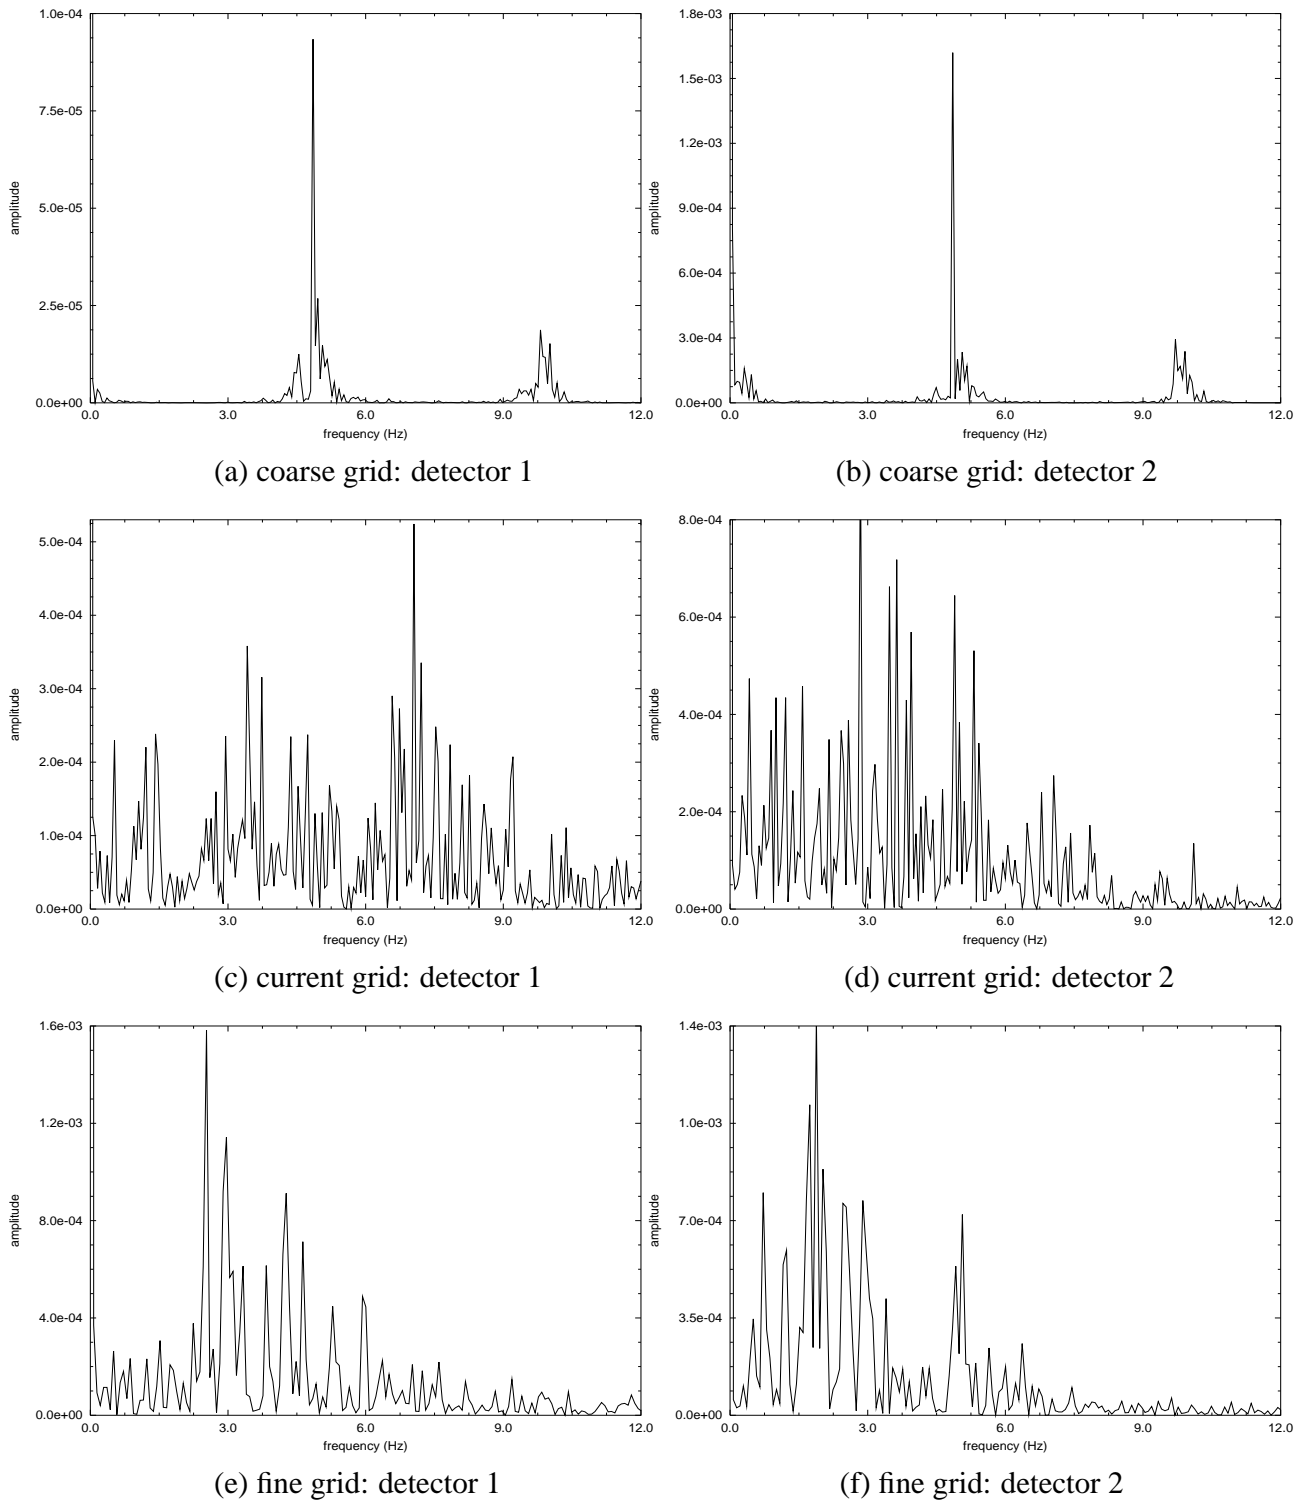 1.0e-04
7.5e-05
5.0e-05
2.5e-05
0.0e+00
amplitude
0.0 3.0 6.0 9.0 12.0
frequency (Hz)
(a) coarse grid: detector 1
1.8e-03
1.5e-03
1.2e-03
9.0e-04
6.0e-04
3.0e-04
0.0e+00
amplitude
0.0 3.0 6.0 9.0 12.0
frequency (Hz)
(b) coarse grid: detector 2
5.0e-04
4.0e-04
3.0e-04
2.0e-04
1.0e-04
0.0e+00
amplitude
0.0 3.0 6.0 9.0 12.0
frequency (Hz)
(c) current grid: detector 1
8.0e-04
6.0e-04
4.0e-04
2.0e-04
0.0e+00
amplitude
0.0 3.0 6.0 9.0 12.0
frequency (Hz)
(d) current grid: detector 2
1.6e-03
1.2e-03
8.0e-04
4.0e-04
0.0e+00
amplitude
0.0 3.0 6.0 9.0 12.0
frequency (Hz)
(e) fine grid: detector 1
1.4e-03
1.0e-03
7.0e-04
3.5e-04
0.0e+00
amplitude
0.0 3.0 6.0 9.0 12.0
frequency (Hz)
(f) fine grid: detector 2